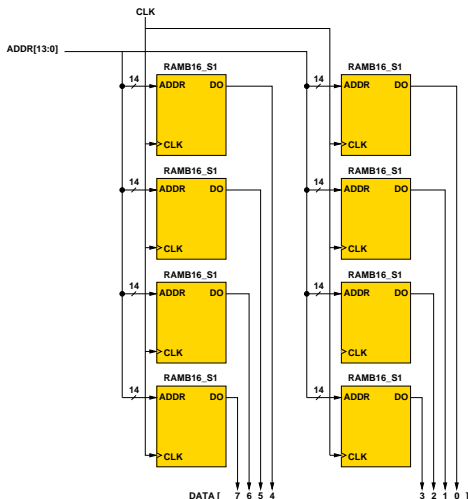 CLK
ADDR[13:0]
RAMB16_S1 RAMB16_S1
14 ADDR DO 14 ADDR DO
CLK CLK
RAMB16_S1 RAMB16_S1
14 ADDR DO 14 ADDR DO
CLK CLK
RAMB16_S1 RAMB16_S1
14 ADDR DO 14 ADDR DO
CLK CLK
RAMB16_S1 RAMB16_S1
14 ADDR DO 14 ADDR DO
CLK CLK
DATA [ 7 6 5 4 3 2 1 0 ]